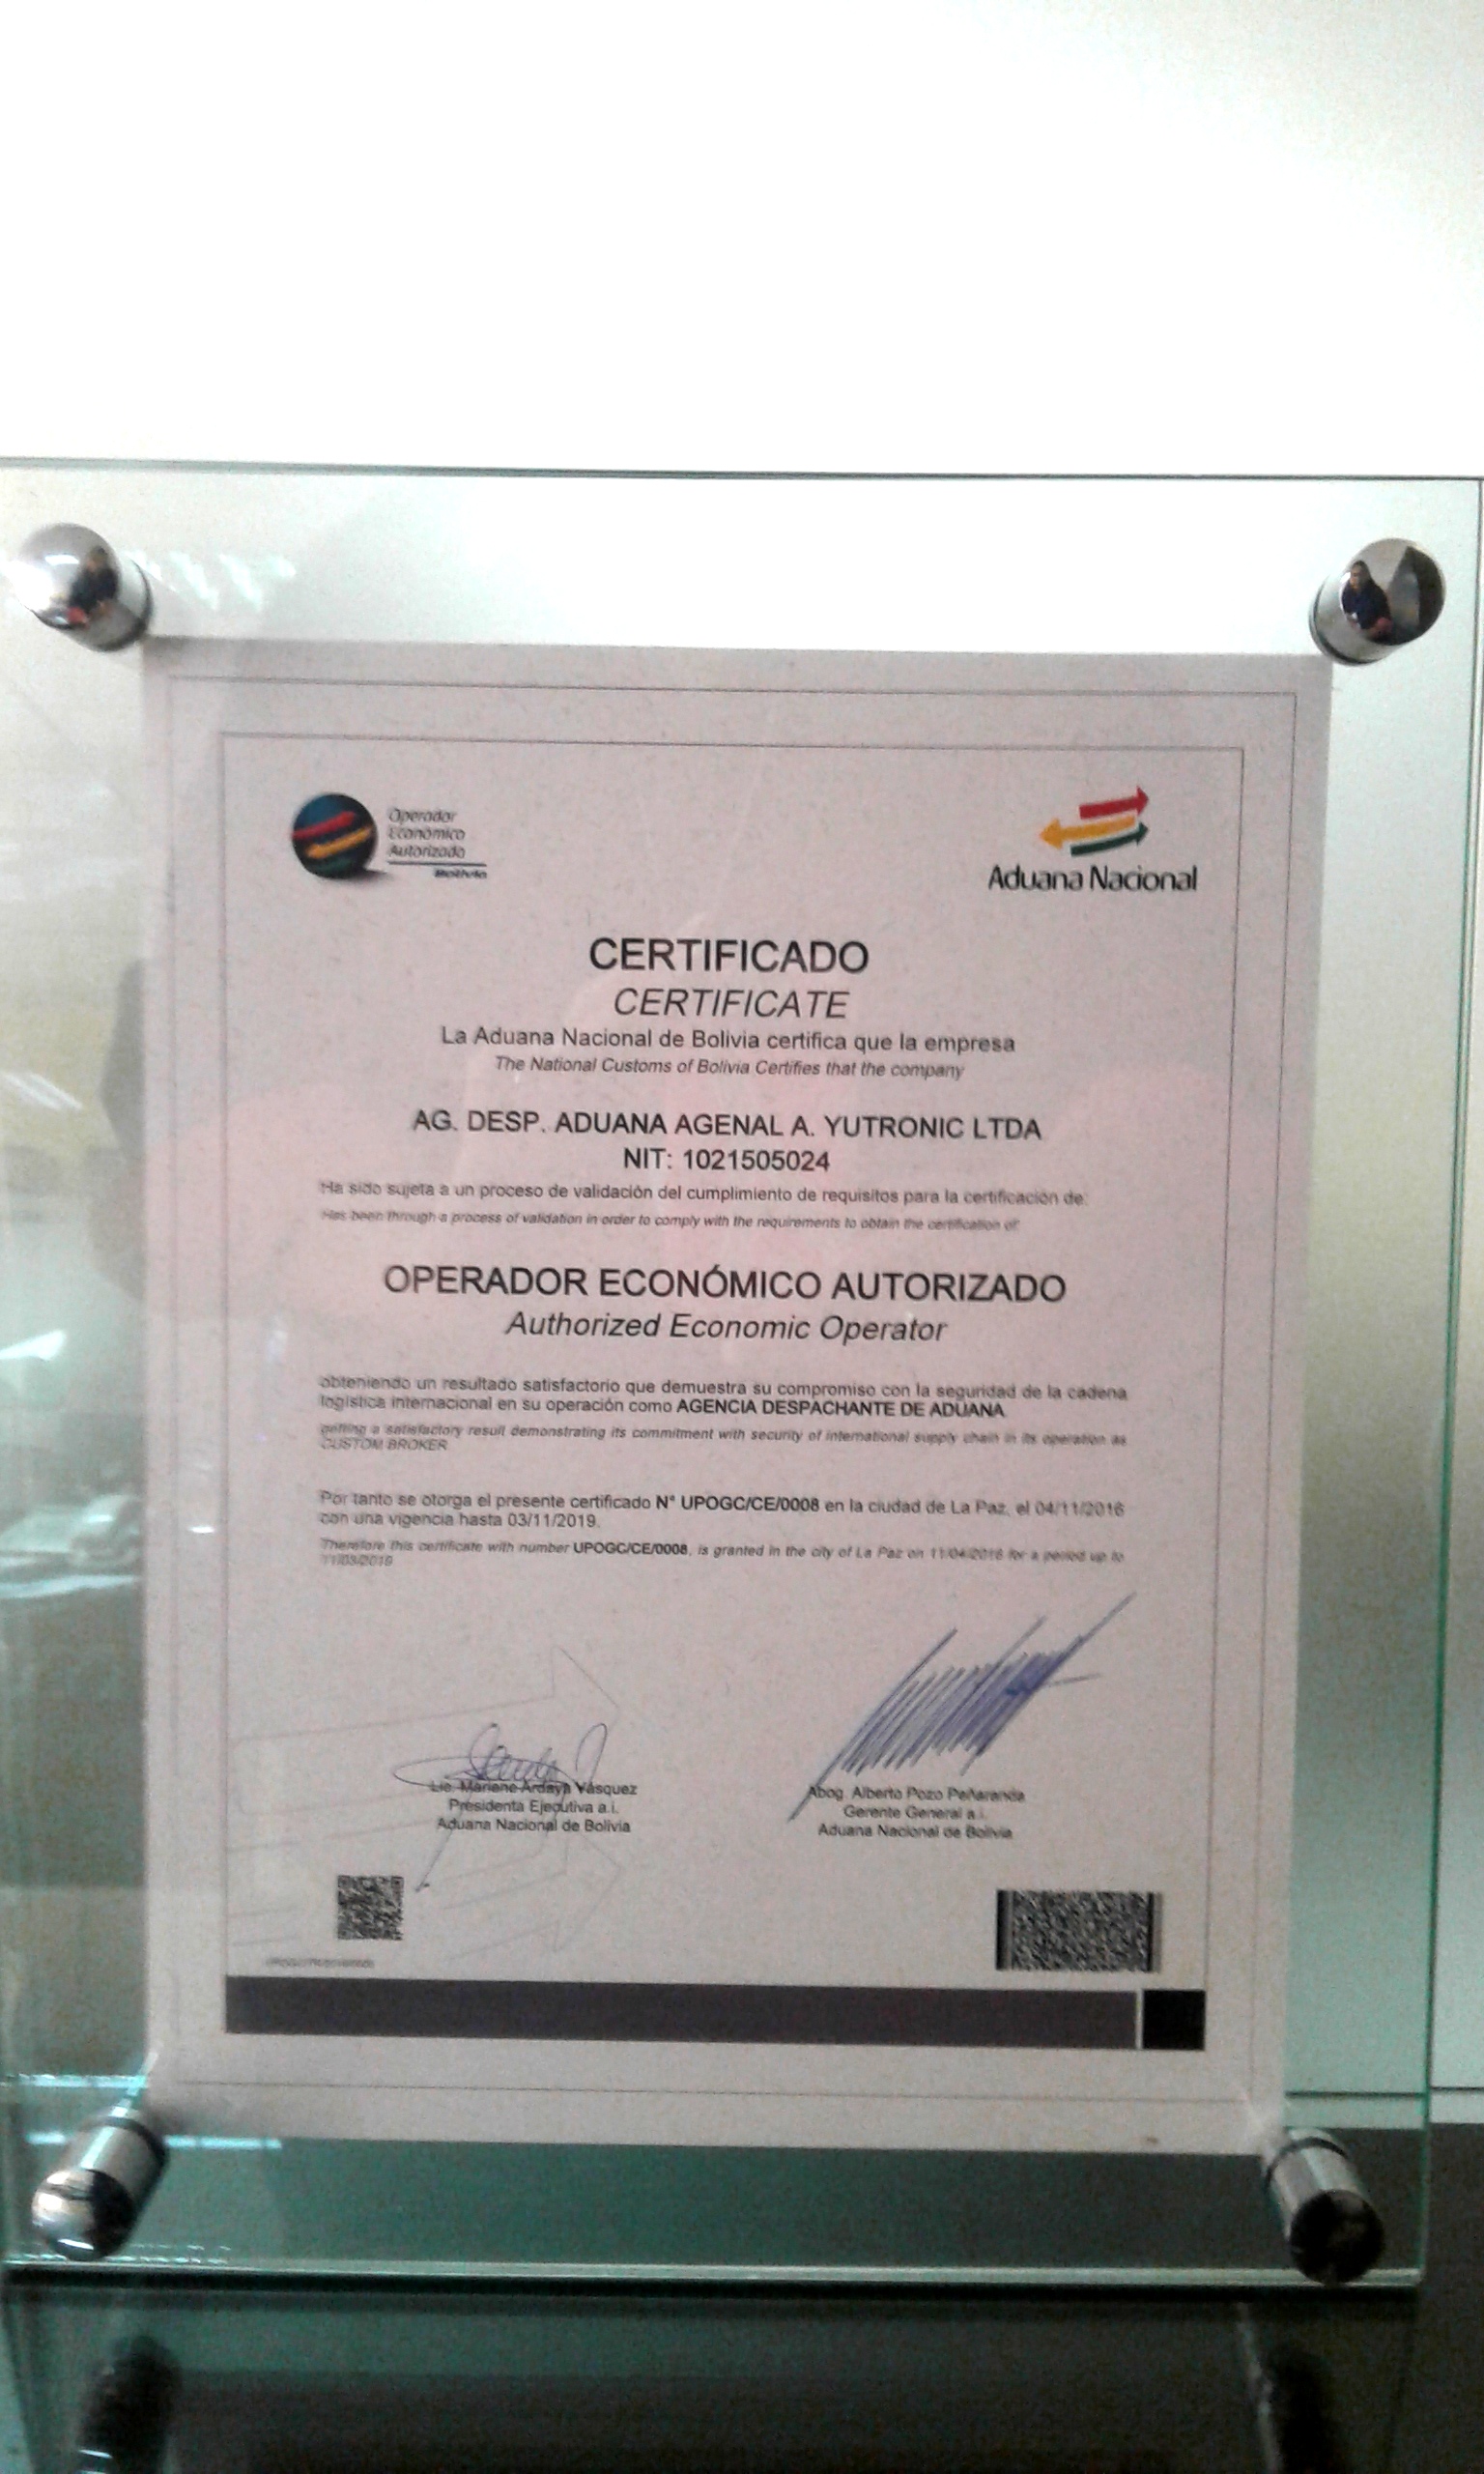 Operador
Económico
Autorizado
Bolivia
Aduana Nacional
CERTIFICADO
CERTIFICATE
La Aduana Nacional de Bolivia certifica que la empresa
The National Customs of Bolivia Certifies that the company
AG. DESP. ADUANA AGENAL A. YUTRONIC LTDA
NIT: 1021505024
Ha sido sujeta a un proceso de validación del cumplimiento de requisitos para la certificación de:
Has been through a process of validation in order to comply with the requirements to obtain the certification of:
OPERADOR ECONÓMICO AUTORIZADO
Authorized Economic Operator
obteniendo un resultado satisfactorio que demuestra su compromiso con la seguridad de la cadena
logística internacional en su operación como AGENCIA DESPACHANTE DE ADUANA
getting a satisfactory result demonstrating its commitment with security of international supply chain in its operation as
CUSTOM BROKER
Por tanto se otorga el presente certificado N° UPOGC/CE/0008 en la ciudad de La Paz, el 04/11/2016
con una vigencia hasta 03/11/2019.
Therefore this certificate with number UPOGC/CE/0008, is granted in the city of La Paz on 11/04/2016 for a period up to
11/03/2019
Lic. Marlene Ardaya Vásquez
Presidenta Ejecutiva a.i.
Aduana Nacional de Bolivia
Abog. Alberto Pozo Peñaranda
Gerente General a.i.
Aduana Nacional de Bolivia